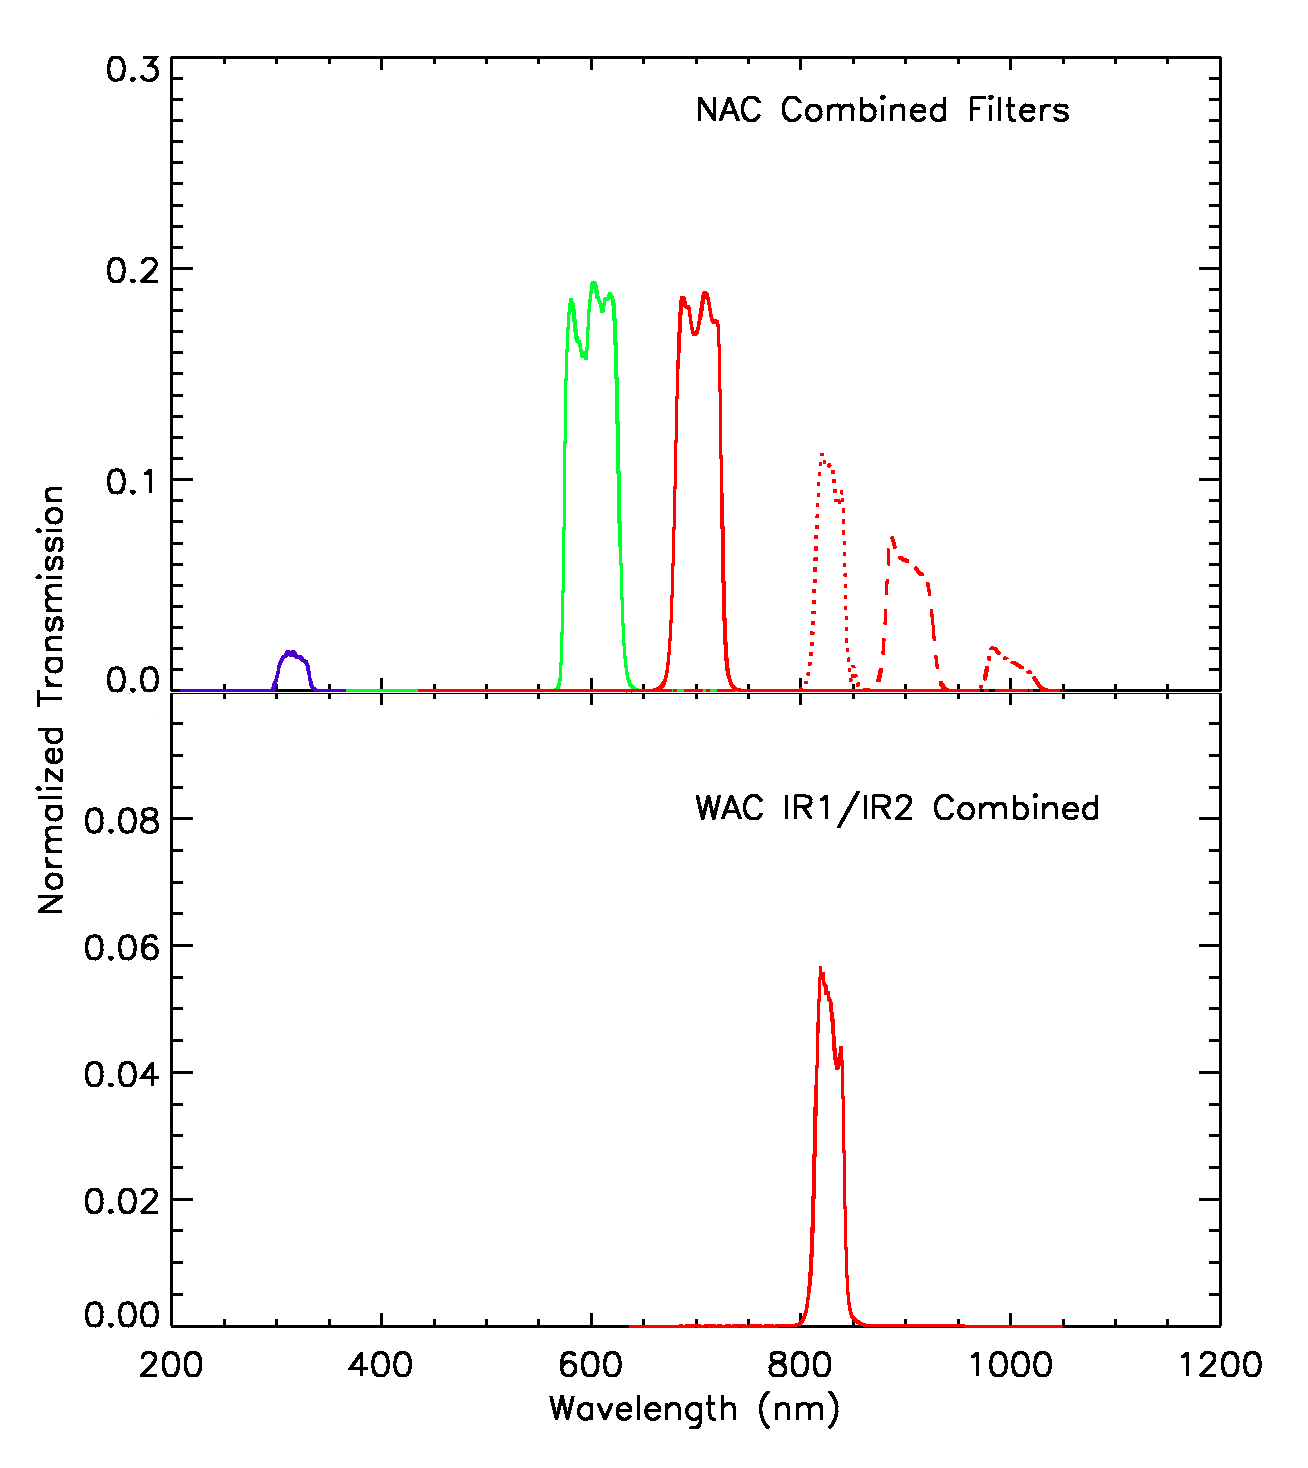 0.3
NAC Combined Filters
0.2
0.1
0.0
Normalized Transmission
WAC IR1/IR2 Combined
0.08
0.06
0.04
0.02
0.00
200 400 600 800 1000 1200
Wavelength (nm)